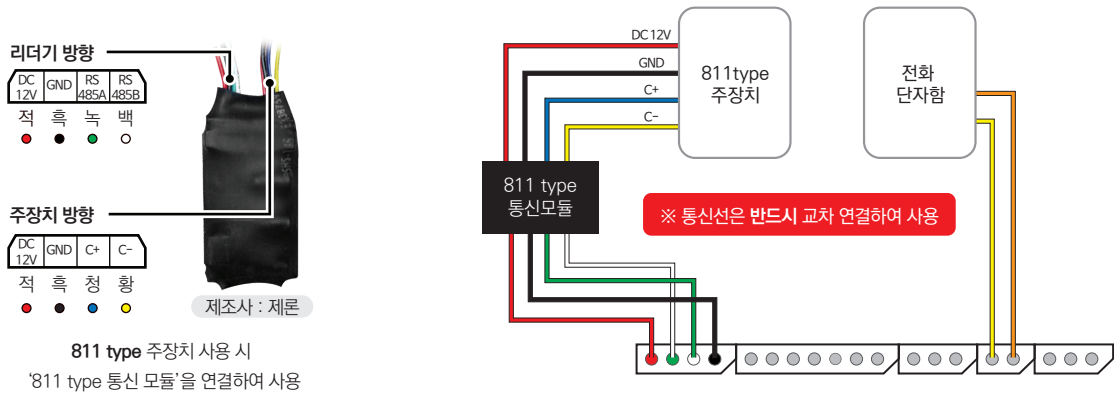 리더기 방향
DC 12V GND RS 485A RS 485B
적 흑 녹 백
주장치 방향
DC 12V GND C+ C-
적 흑 청 황
제조사 : 제론
811 type 주장치 사용 시
‘811 type 통신 모듈’을 연결하여 사용
DC 12V
GND
C+
C-
811type
주장치
전화
단자함
811 type
통신모듈
※ 통신선은 반드시 교차 연결하여 사용